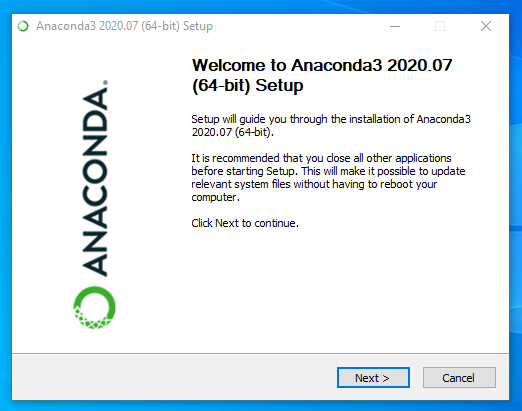 Anaconda3 2020.07 (64-bit) Setup
Welcome to Anaconda3 2020.07
(64-bit) Setup
Setup will guide you through the installation of Anaconda3
2020.07 (64-bit).
It is recommended that you close all other applications
before starting Setup. This will make it possible to update
relevant system files without having to reboot your
computer.
Click Next to continue.
ANACONDA.
Next >
Cancel